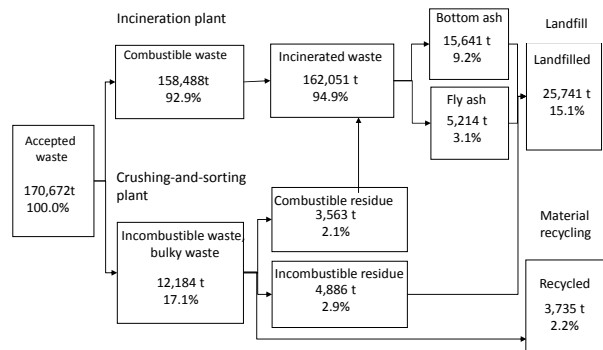 Incineration plant
Landfill
Combustible waste
158,488t
92.9%
Incinerated waste
162,051 t
94.9%
Bottom ash
15,641 t
9.2%
Fly ash
5,214 t
3.1%
Landfilled
25,741 t
15.1%
Accepted
waste
170,672t
100.0%
Crushing-and-sorting
plant
Incombustible waste,
bulky waste
12,184 t
17.1%
Combustible residue
3,563 t
2.1%
Incombustible residue
4,886 t
2.9%
Material
recycling
Recycled
3,735 t
2.2%